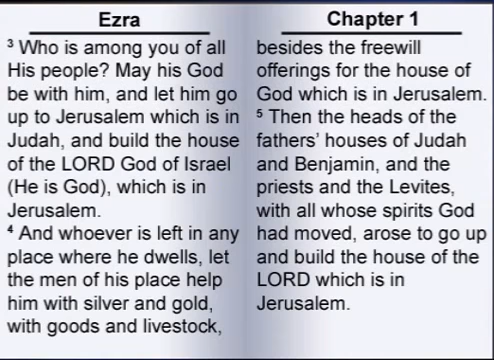 Ezra
³ Who is among you of all
His people? May his God
be with him, and let him go
up to Jerusalem which is in
Judah, and build the house
of the LORD God of Israel
(He is God), which is in
Jerusalem.
⁴ And whoever is left in any
place where he dwells, let
the men of his place help
him with silver and gold,
with goods and livestock,
Chapter 1
besides the freewill
offerings for the house of
God which is in Jerusalem.
⁵ Then the heads of the
fathers' houses of Judah
and Benjamin, and the
priests and the Levites,
with all whose spirits God
had moved, arose to go up
and build the house of the
LORD which is in
Jerusalem.